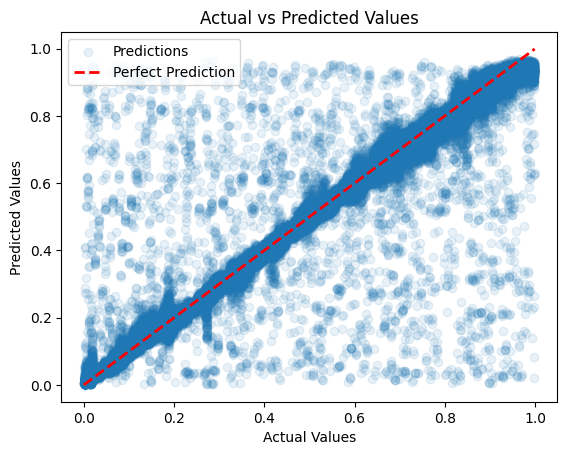 Actual vs Predicted Values
Predictions
Perfect Prediction
Predicted Values
1.0
0.8
0.6
0.4
0.2
0.0
0.0 0.2 0.4 0.6 0.8 1.0
Actual Values